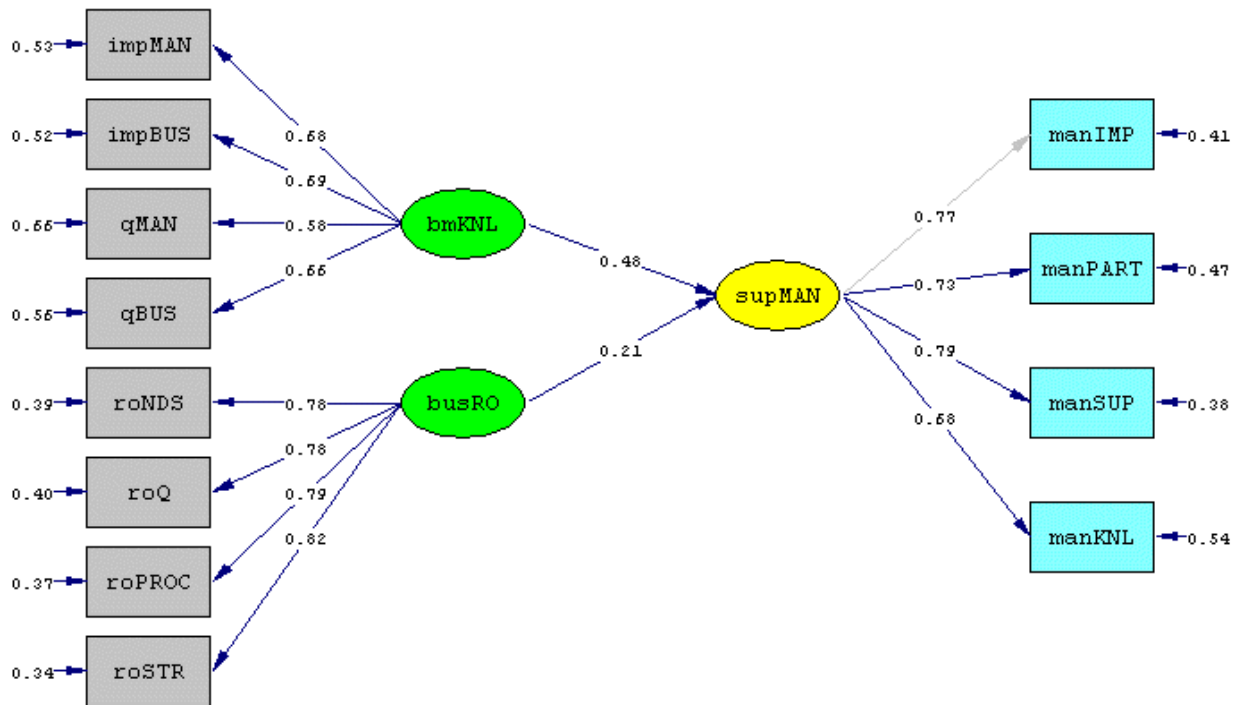 0.53 impMAN
0.52 impBUS
0.66 qMAN
0.56 qBUS
0.39 roNDS
0.40 roQ
0.37 roPROC
0.34 roSTR
0.68
0.69
0.58
0.66
0.78
0.78
0.79
0.82
bmKNL
busRO
0.48
0.21
supMAN
0.77
0.73
0.79
0.68
manIMP 0.41
manPART 0.47
manSUP 0.38
manKNL 0.54